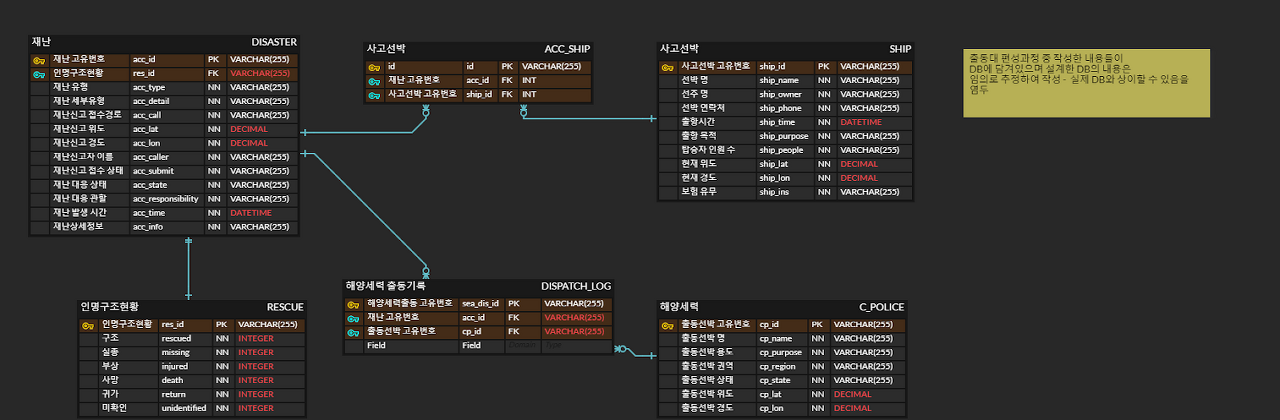 재난 DISASTER
재난 고유번호 acc_id PK VARCHAR(255)
인명구조현황 res_id FK VARCHAR(255)
재난 유형 acc_type NN VARCHAR(255)
재난 세부유형 acc_detail NN VARCHAR(255)
재난신고 접수경로 acc_call NN VARCHAR(255)
재난신고 위도 acc_lat NN DECIMAL
재난신고 경도 acc_lon NN DECIMAL
재난신고자 이름 acc_caller NN VARCHAR(255)
재난신고 접수 상태 acc_submit NN VARCHAR(255)
재난 대응 상태 acc_state NN VARCHAR(255)
재난 대응 관할 acc_responsibility NN VARCHAR(255)
재난 발생 시간 acc_time NN DATETIME
재난상세정보 acc_info NN VARCHAR(255)
사고선박 ACC_SHIP
id id PK VARCHAR(255)
재난 고유번호 acc_id FK INT
사고선박 고유번호 ship_id FK INT
사고선박 SHIP
사고선박 고유번호 ship_id PK VARCHAR(255)
선박 명 ship_name NN VARCHAR(255)
선주 명 ship_owner NN VARCHAR(255)
선박 연락처 ship_phone NN VARCHAR(255)
출항시간 ship_time NN DATETIME
출항 목적 ship_purpose NN VARCHAR(255)
탑승자 인원 수 ship_people NN VARCHAR(255)
현재 위도 ship_lat NN DECIMAL
현재 경도 ship_lon NN DECIMAL
보험 유무 ship_ins NN VARCHAR(255)
출동대 편성과정 중 작성한 내용들이
DB에 담겨있으며 설계한 DB의 내용은
임의로 추정하여 작성 - 실제 DB와 상이할 수 있음을
염두
인명구조현황 RESCUE
인명구조현황 res_id PK VARCHAR(255)
구조 rescued NN INTEGER
실종 missing NN INTEGER
부상 injured NN INTEGER
사망 death NN INTEGER
귀가 return NN INTEGER
미확인 unidentified NN INTEGER
해양세력 출동기록 DISPATCH_LOG
해양세력출동 고유번호 sea_dis_id PK VARCHAR(255)
재난 고유번호 acc_id FK VARCHAR(255)
출동선박 고유번호 cp_id FK VARCHAR(255)
Field Field Domain Type
해양세력 C_POLICE
출동선박 고유번호 cp_id PK VARCHAR(255)
출동선박 명 cp_name NN VARCHAR(255)
출동선박 용도 cp_purpose NN VARCHAR(255)
출동선박 권역 cp_region NN VARCHAR(255)
출동선박 상태 cp_state NN VARCHAR(255)
출동선박 위도 cp_lat NN DECIMAL
출동선박 경도 cp_lon NN DECIMAL